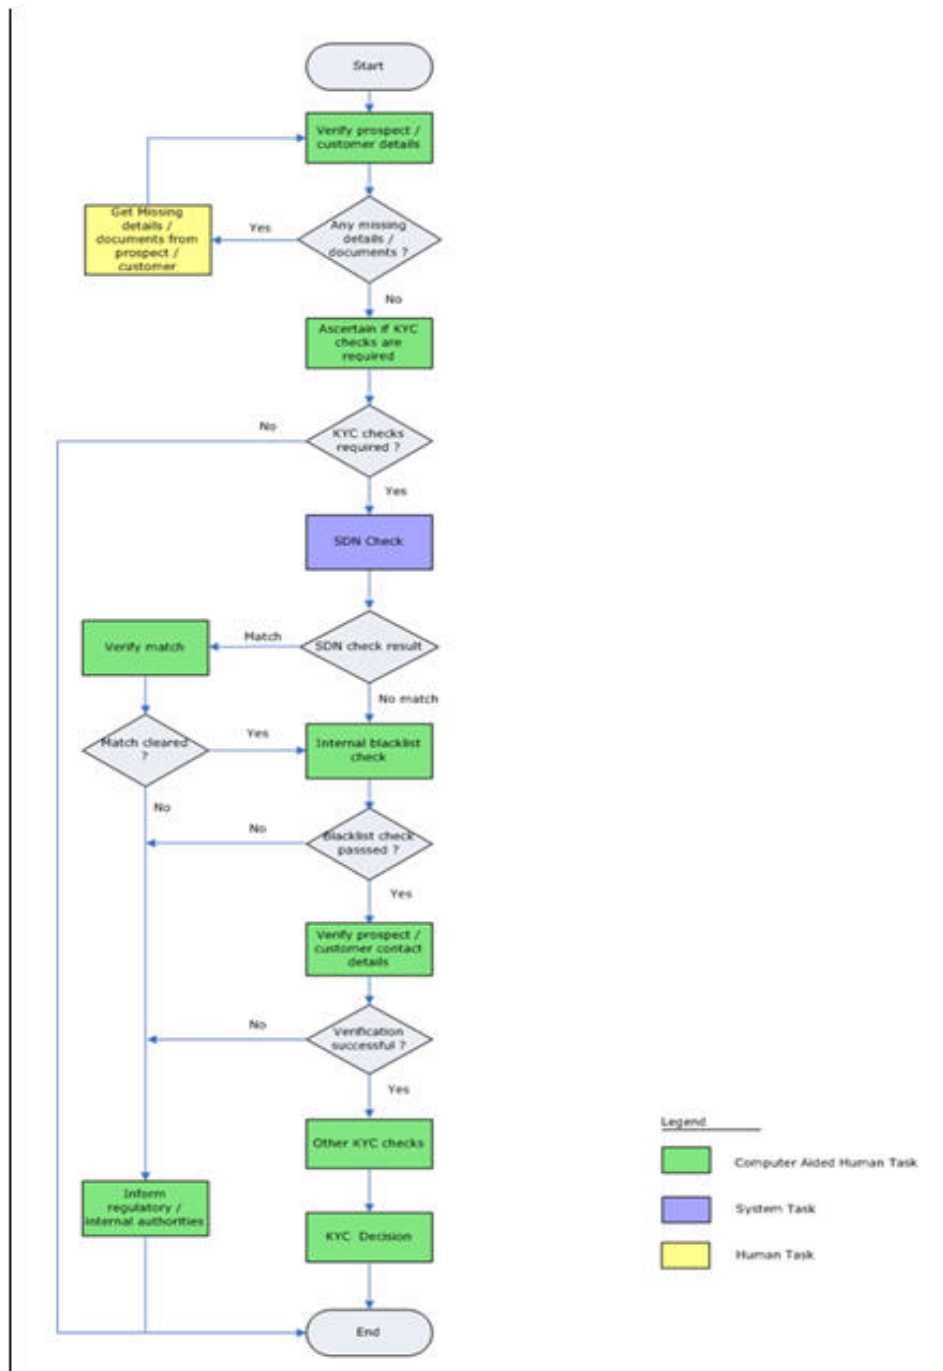 Start
Verify prospect /
customer details
Get Missing
details /
documents from
prospect /
customer
Yes
Any missing
details /
documents ?
No
Ascertain if KYC
checks are
required
No
KYC checks
required ?
Yes
SDN Check
Verify match
Match
SDN check result
No match
Match cleared
?
Yes
Internal blacklist
check
No
No
Blacklist check
passsed ?
Yes
Verify prospect /
customer contact
details
No
Verification
successful ?
Yes
Other KYC checks
Inform
regulatory /
internal authorities
KYC Decision
End
Legend
Computer Aided Human Task
System Task
Human Task